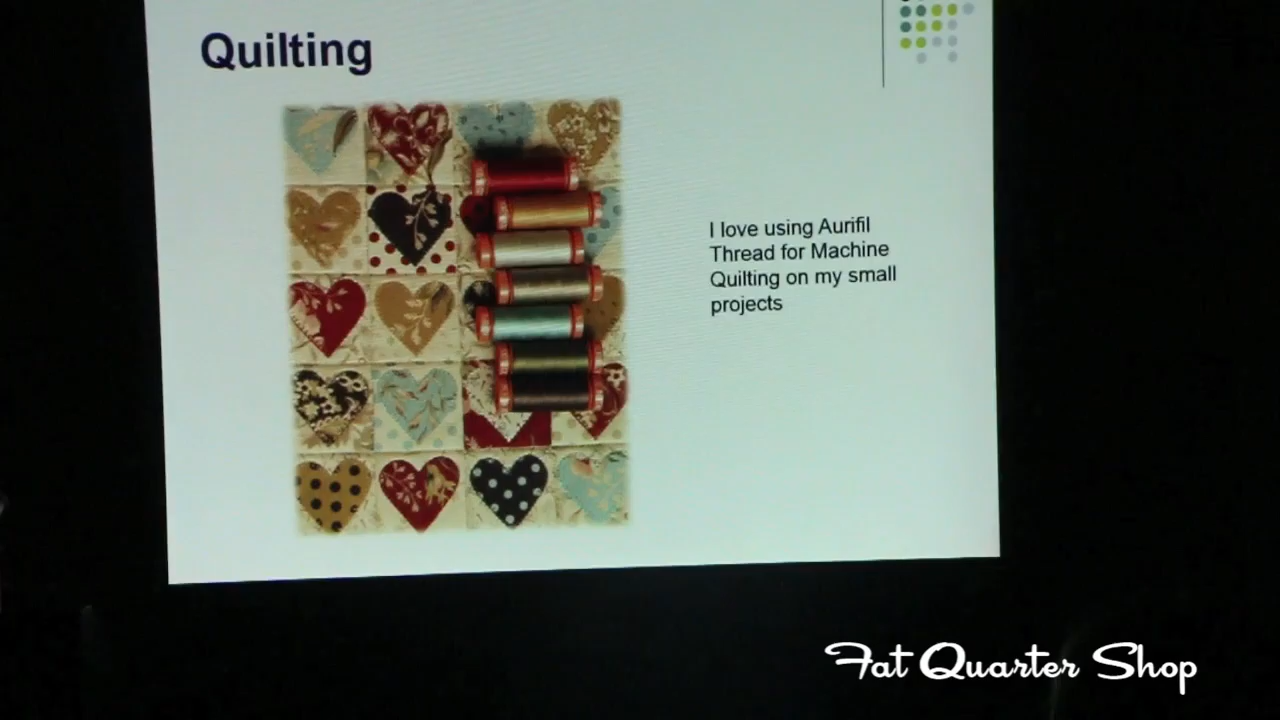 Quilting
I love using Aurifil
Thread for Machine
Quilting on my small
projects
Fat Quarter Shop